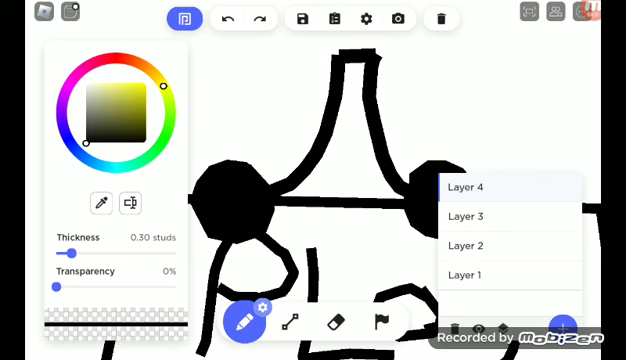 Layer 4
Layer 3
Thickness 0.30 studs
Layer 2
Transparency 0%
Layer 1
Recorded by Mobizen